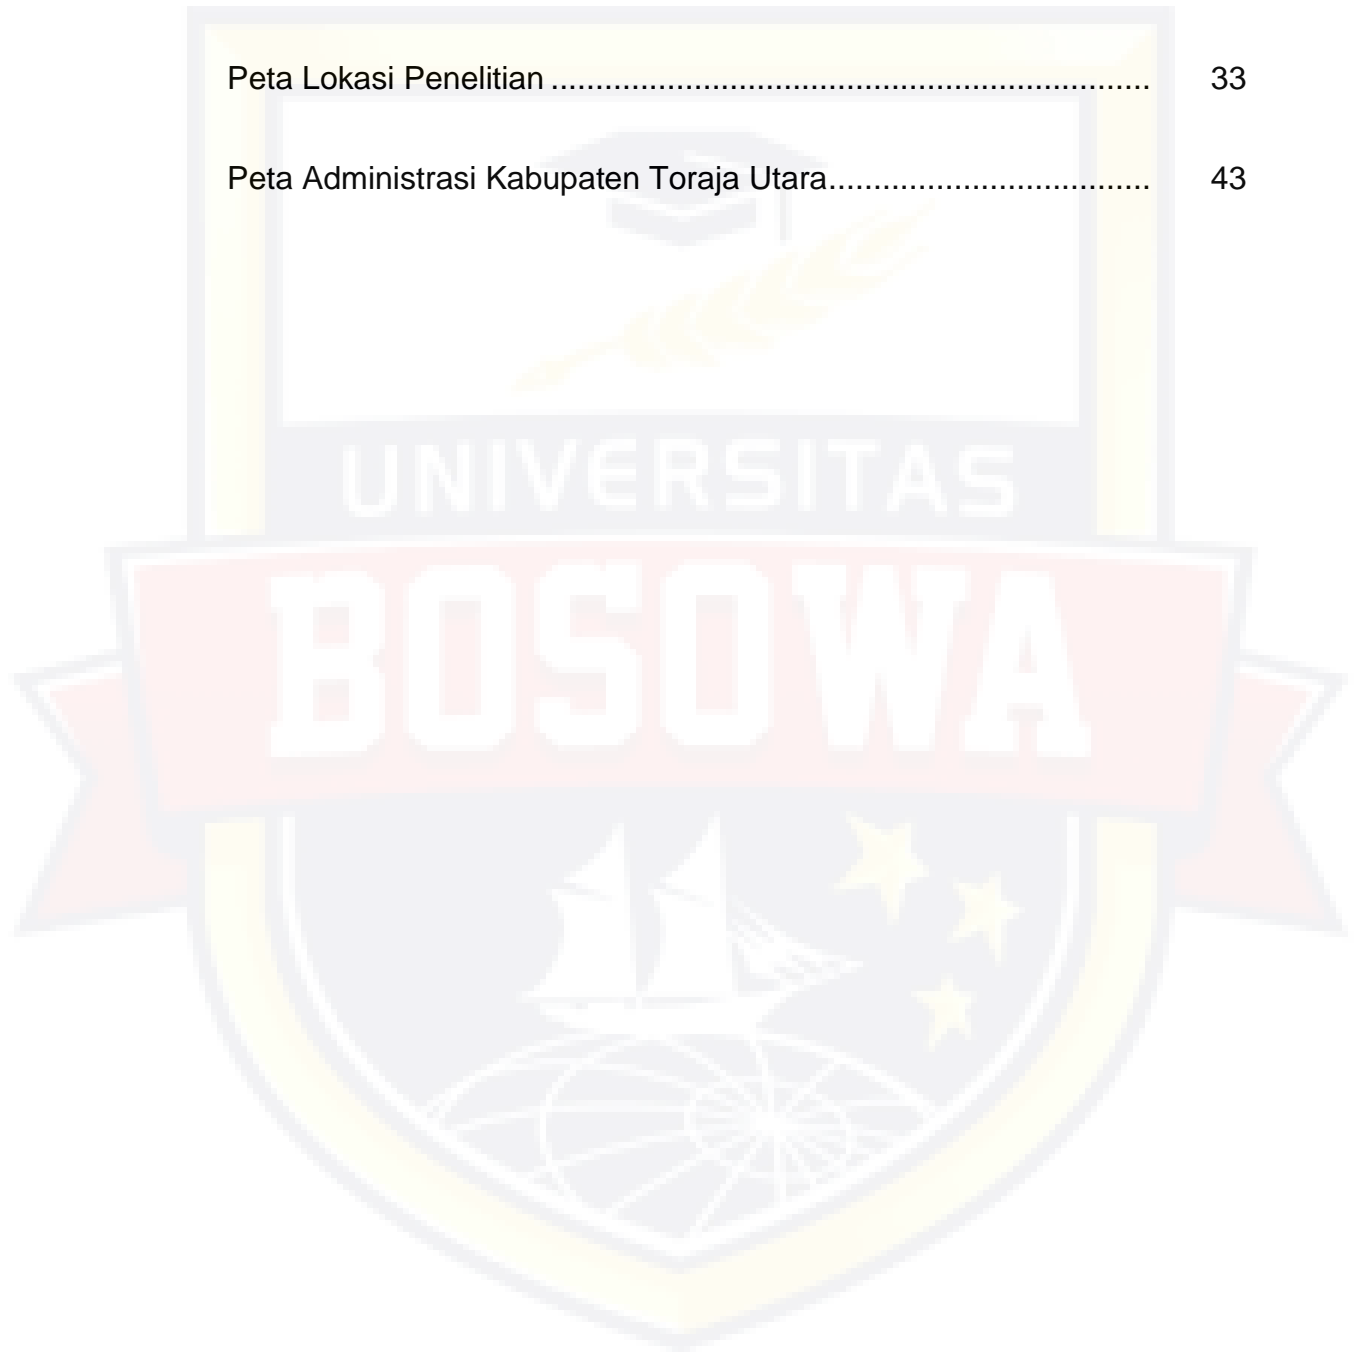 Peta Lokasi Penelitian .................................................................... 33
Peta Administrasi Kabupaten Toraja Utara.................................... 43
UNIVERSITAS
BOSOWA